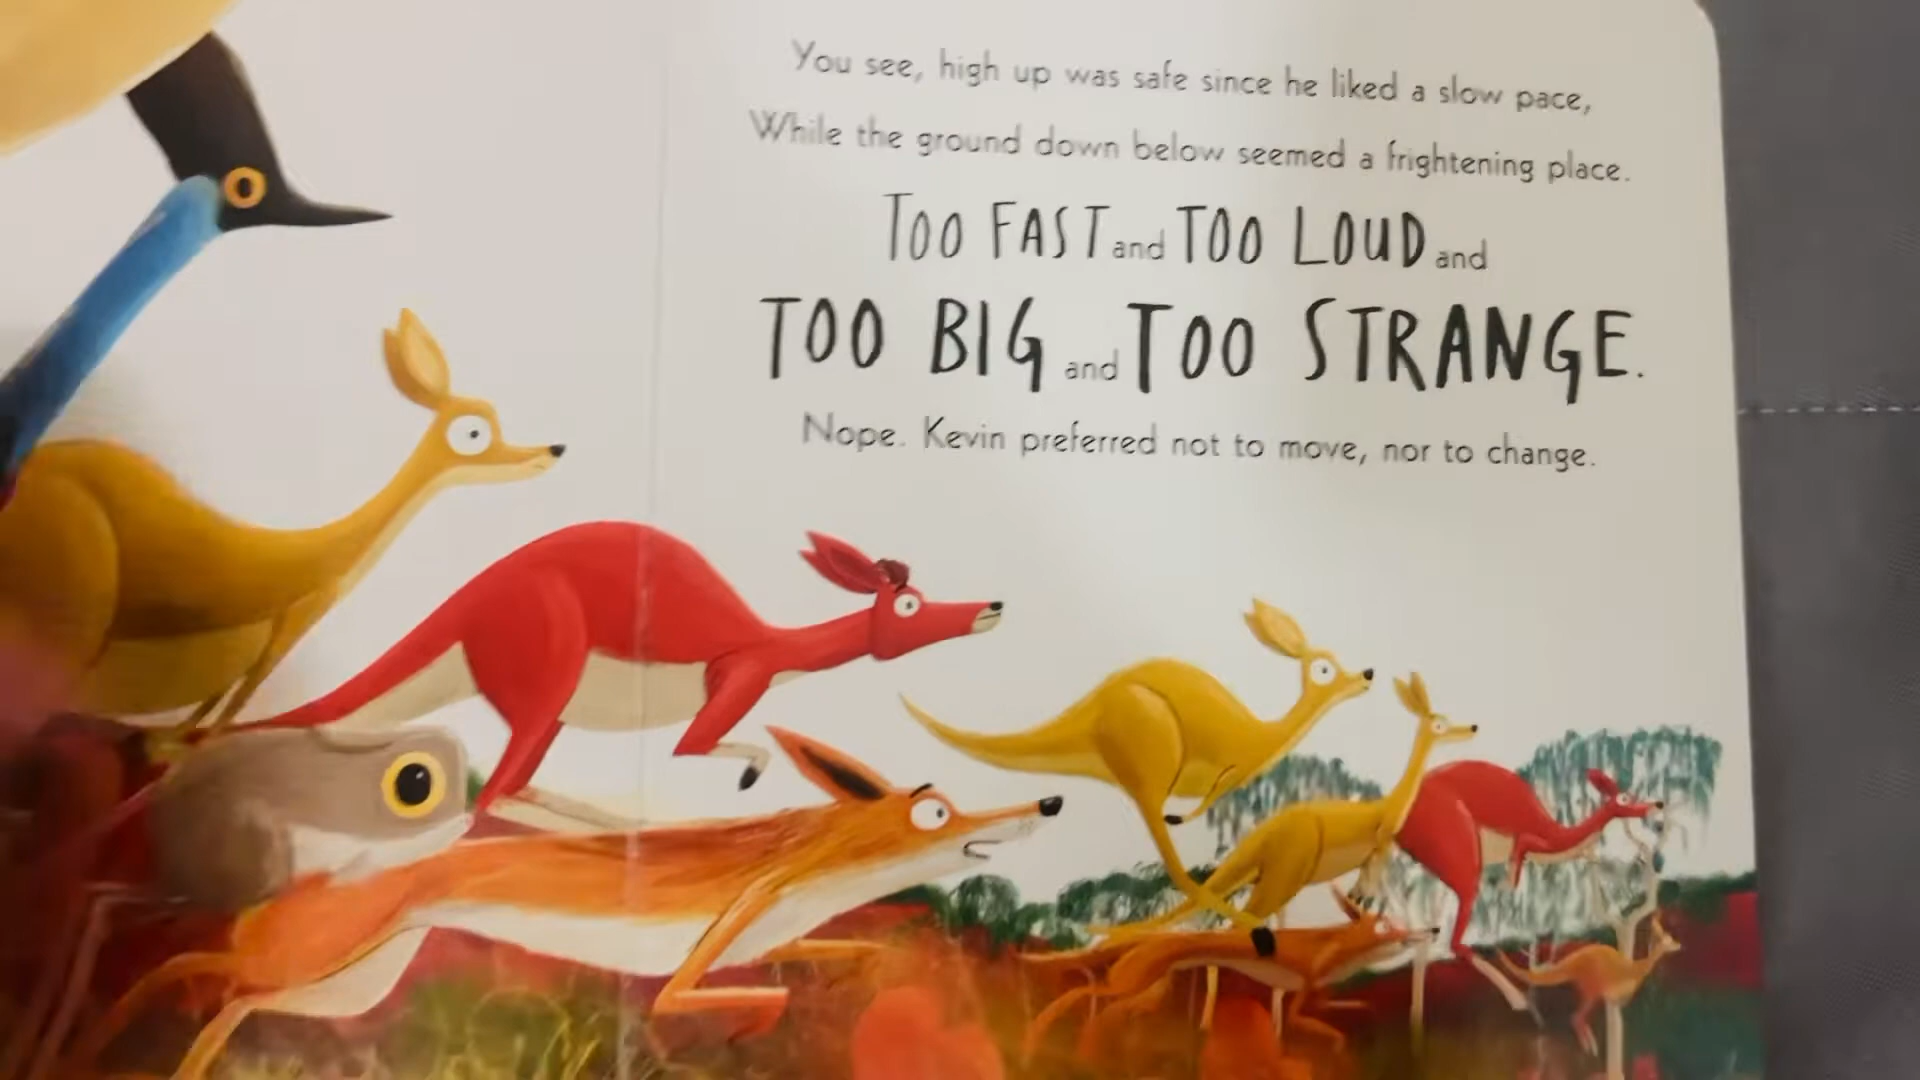 You see, high up was safe since he liked a slow pace,
While the ground down below seemed a frightening place.
TOO FAST and TOO LOUD and
TOO BIG and TOO STRANGE.
Nope. Kevin preferred not to move, nor to change.